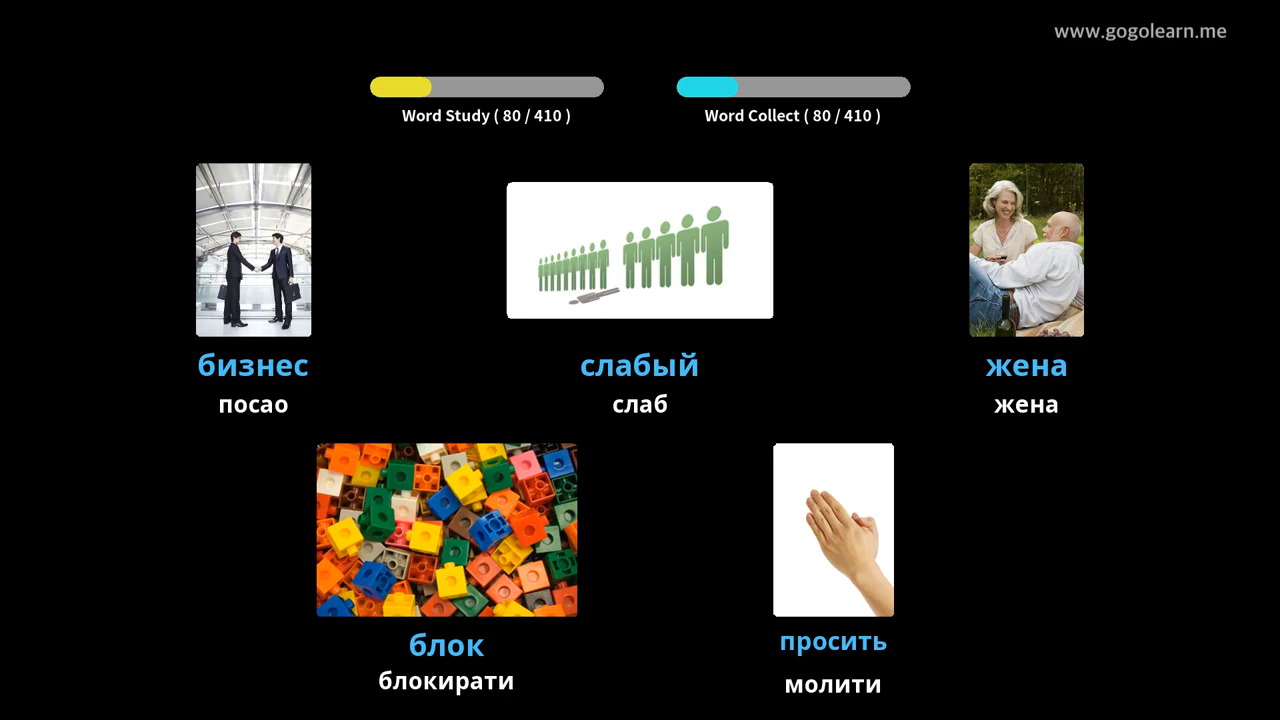 www.gogolearn.me
Word Study ( 80 / 410 )
Word Collect ( 80 / 410 )
бизнес
посао
слабый
слаб
жена
жена
блок
блокирати
просить
молити